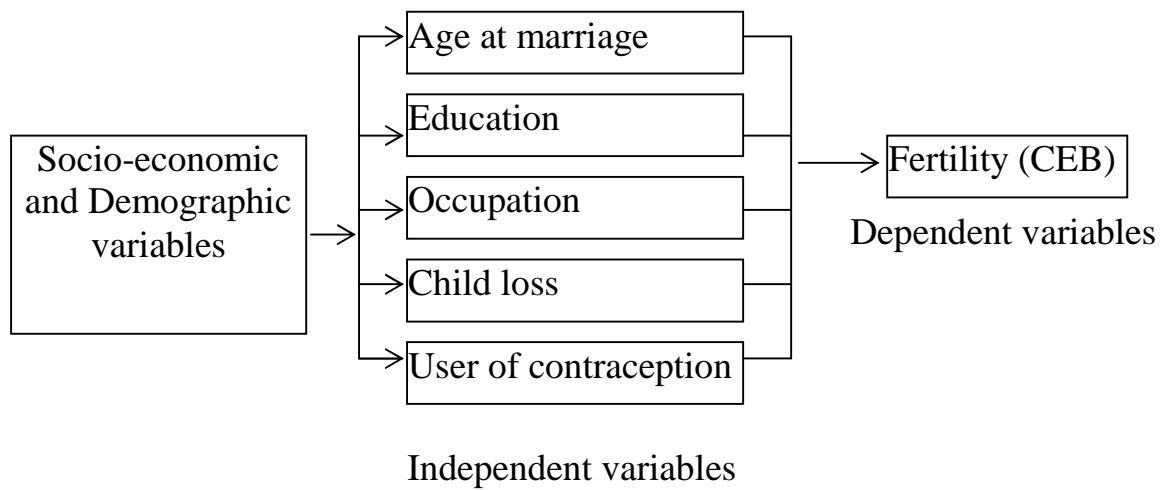 Socio-economic
and Demographic
variables
Age at marriage
Education
Occupation
Child loss
User of contraception
Independent variables
Fertility (CEB)
Dependent variables